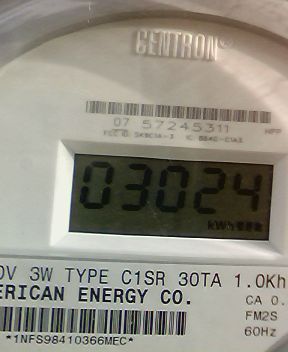 CENTRON®
07 57245311
03024
0V 3W TYPE C1SR 30TA 1.0Kh
ERICAN ENERGY CO.
CA 0.
FM2S
60Hz
*1NFS98410366MEC*